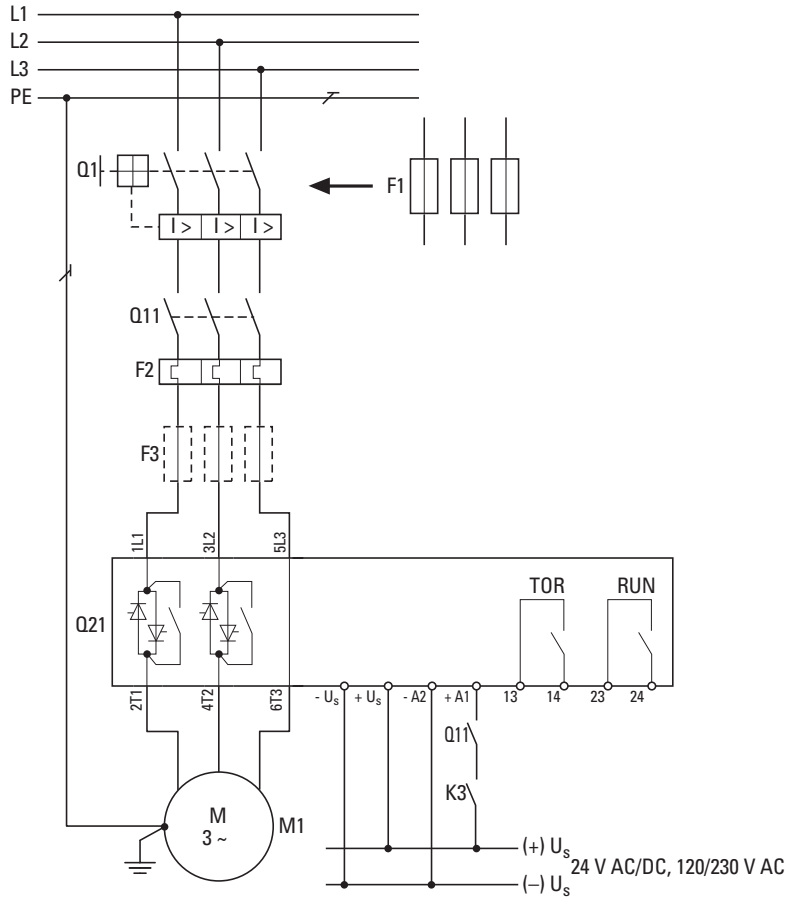 L1
L2
L3
PE
Q1
F1
I > I > I >
Q11
F2
F3
1L1 3L2 5L3
TOR RUN
Q21
2T1 4T2 6T3 - Us + Us - A2 + A1 13 14 23 24
Q11
K3
M
3 ~
M1
(+) Us
24 V AC/DC, 120/230 V AC
(–) Us